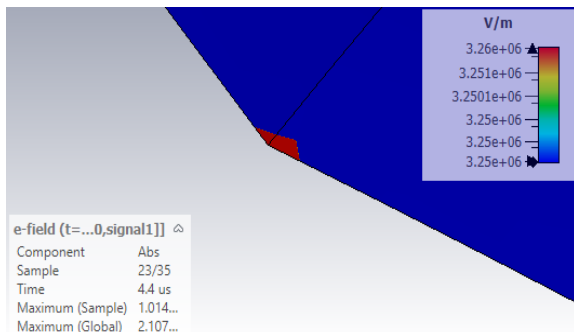 V/m
3.26e+06
3.251e+06
3.2501e+06
3.25e+06
3.25e+06
3.25e+06
e-field (t=...0,signal1]]
Component Abs
Sample 23/35
Time 4.4 us
Maximum (Sample) 1.014...
Maximum (Global) 2.107...